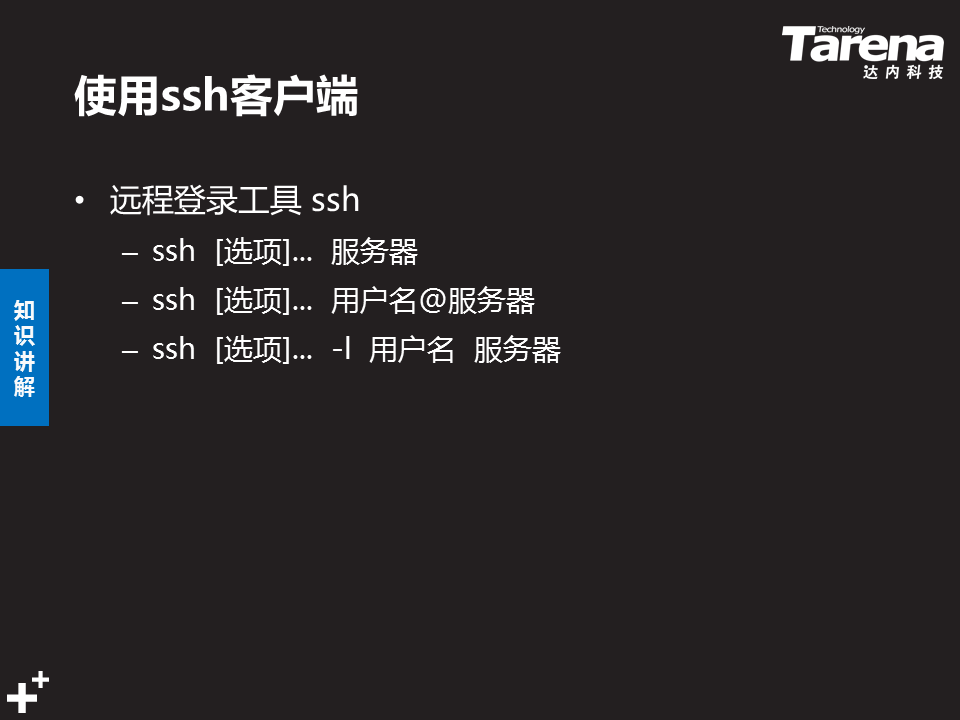 Technology
Tarena
达内科技
使用ssh客户端
• 远程登录工具 ssh
– ssh [选项]... 服务器
– ssh [选项]... 用户名@服务器
– ssh [选项]... -l 用户名 服务器
知识讲解